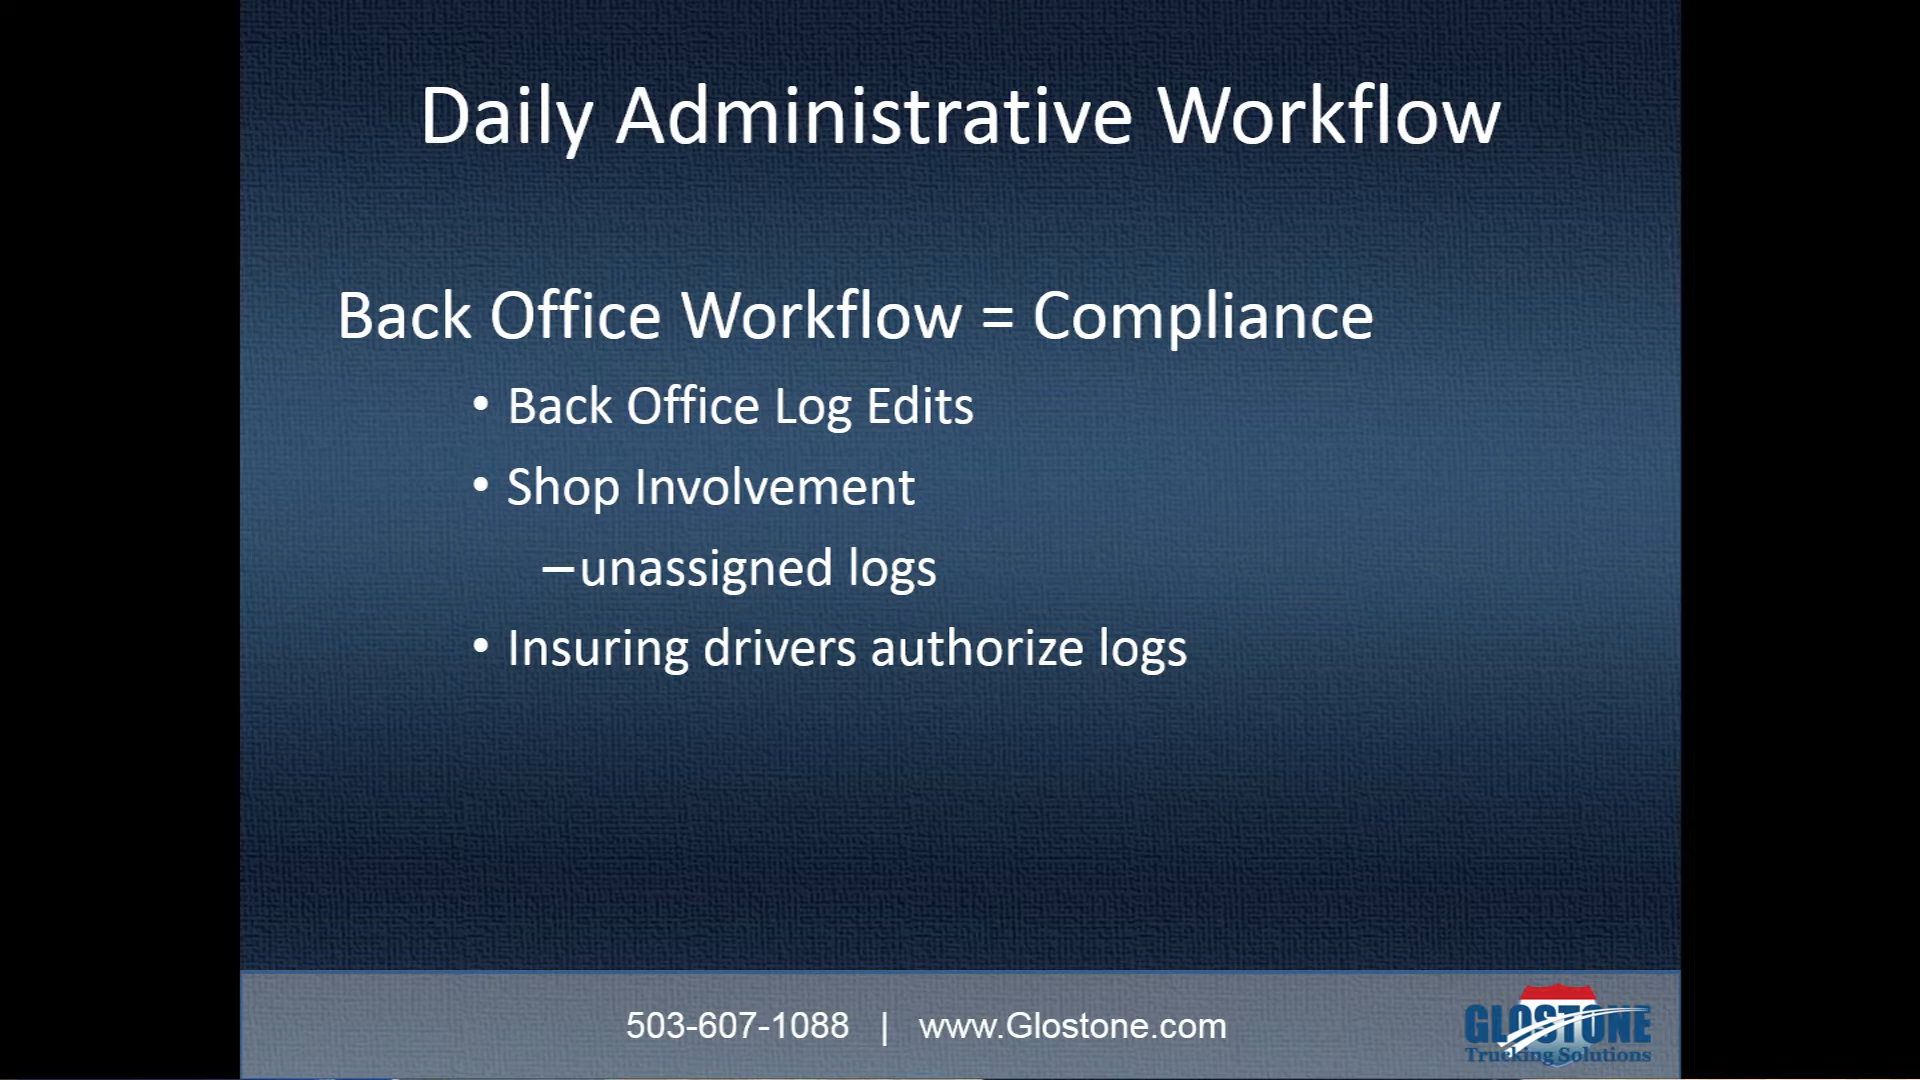 Daily Administrative Workflow
Back Office Workflow = Compliance
• Back Office Log Edits
• Shop Involvement
–unassigned logs
• Insuring drivers authorize logs
503-607-1088 | www.Glostone.com
GLOSTONE
Trucking Solutions